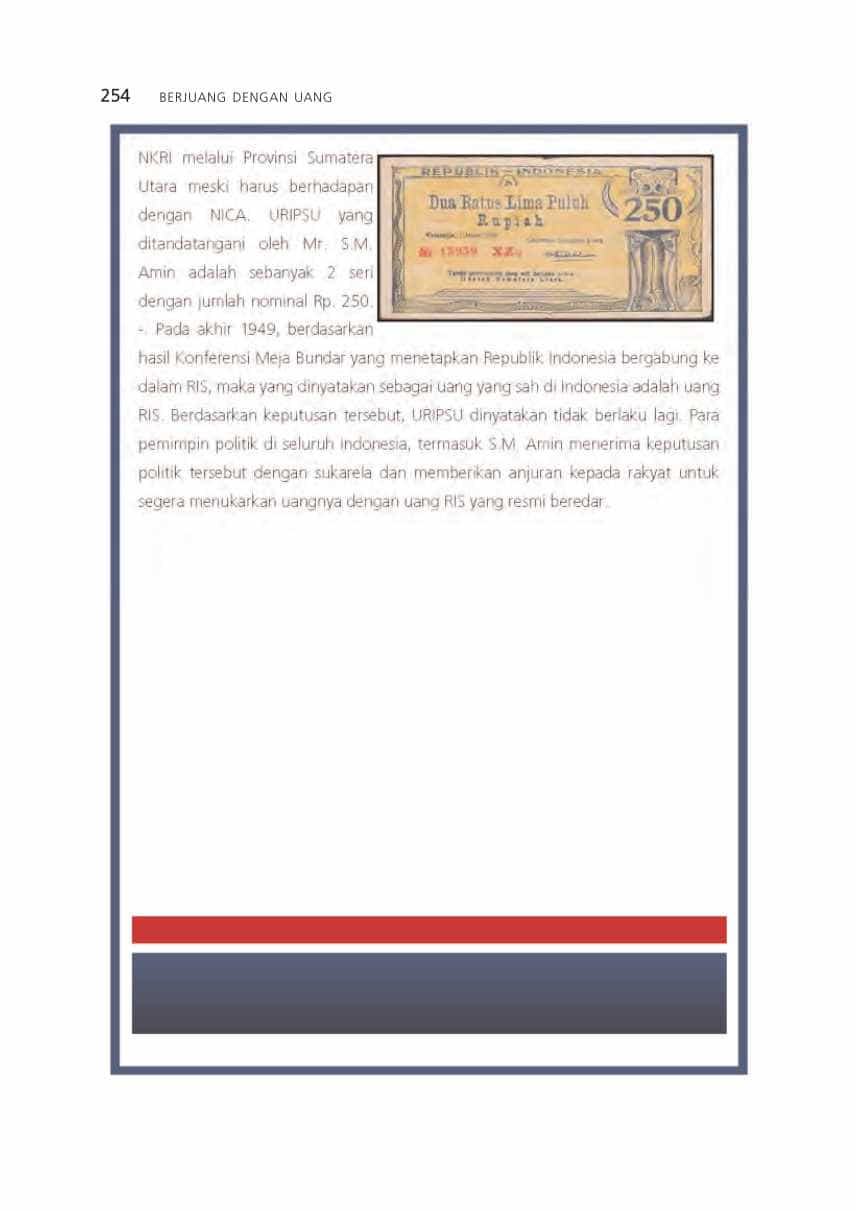 254 BERJUANG DENGAN UANG
NKRI melalui Provinsi Sumatera
Utara meski harus berhadapan
dengan NICA. URIPSU yang
ditandatangani oleh Mr. S.M.
Amin adalah sebanyak 2 seri
dengan jumlah nominal Rp. 250.
-. Pada akhir 1949, berdasarkan
REPUBLIK - INDONESIA
Dua Ratus Lima Puluh
Rupiah
250
13959 XX
hasil Konferensi Meja Bundar yang menetapkan Republik Indonesia bergabung ke
dalam RIS, maka yang dinyatakan sebagai uang yang sah di Indonesia adalah uang
RIS. Berdasarkan keputusan tersebut, URIPSU dinyatakan tidak berlaku lagi. Para
pemimpin politik di seluruh Indonesia, termasuk S.M. Amin menerima keputusan
politik tersebut dengan sukarela dan memberikan anjuran kepada rakyat untuk
segera menukarkan uangnya dengan uang RIS yang resmi beredar.